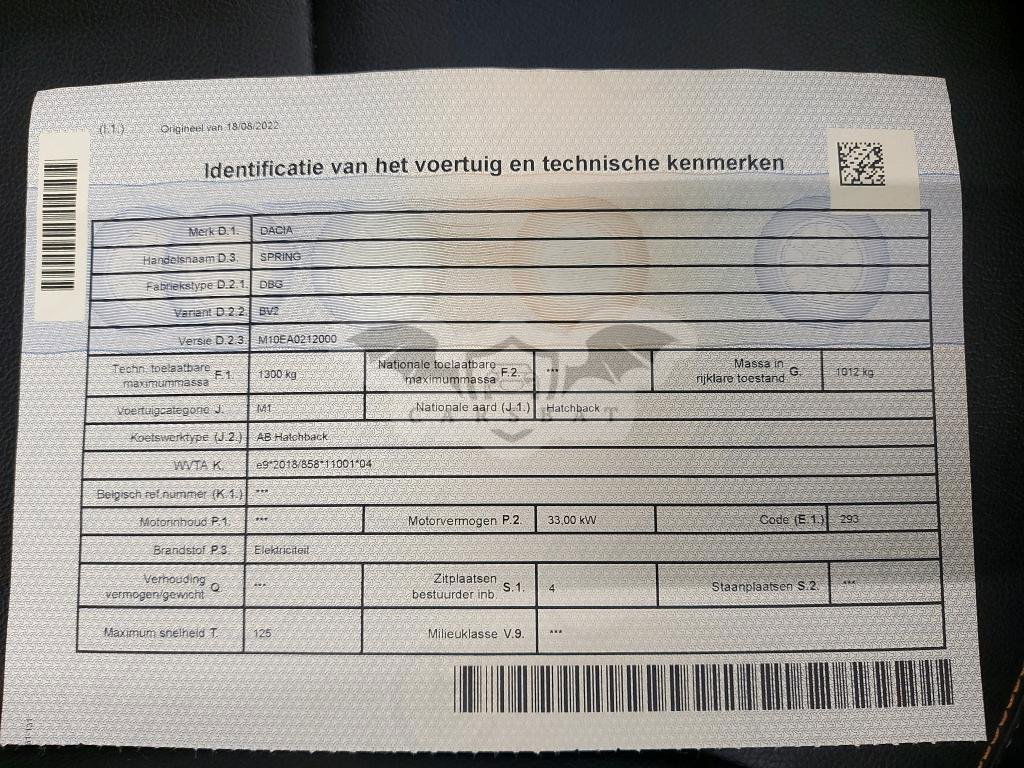 (I.1.) Origineel van 18/08/2022
Identificatie van het voertuig en technische kenmerken
Merk D.1. DACIA
Handelsnaam D.3. SPRING
Fabriekstype D.2.1 DBG
Variant D.2.2 BV2
Versie D.2.3 M10EA0212000
Techn. toelaatbare maximummassa F.1. 1300 kg Nationale toelaatbare maximummassa F.2. *** Massa in rijklare toestand G. 1012 kg
Voertuigcategorie J. M1 Nationale aard (J.1.) Hatchback
CARSBAT
Koetswerktype (J.2.) AB Hatchback
WVTA K. e9*2018/858*11001*04
Belgisch ref.nummer (K.1.) ***
Motorinhoud P.1. *** Motorvermogen P.2. 33,00 kW Code (E.1.) 293
Brandstof P.3. Elektriciteit
Verhouding vermogen/gewicht Q *** Zitplaatsen bestuurder inb. S.1. 4 Staanplaatsen S.2. ***
Maximum snelheid T. 125 Milieuklasse V.9. ***